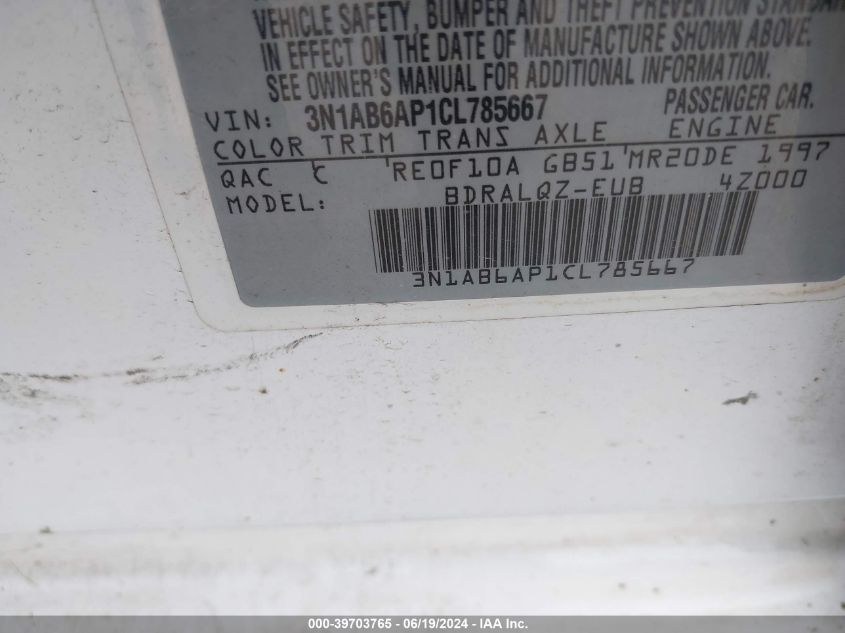 VEHICLE SAFETY, BUMPER AND THEFT PREVENTION STANDARDS
IN EFFECT ON THE DATE OF MANUFACTURE SHOWN ABOVE.
SEE OWNER'S MANUAL FOR ADDITIONAL INFORMATION.
VIN: 3N1AB6AP1CL785667 PASSENGER CAR.
COLOR TRIM TRANS AXLE ENGINE
QAC C RE0F10A GB51 MR20DE 1997
MODEL: BDRALQZ-EUB 4Z000
3N1AB6AP1CL785667
000-39703765 - 06/19/2024 - IAAI Inc.